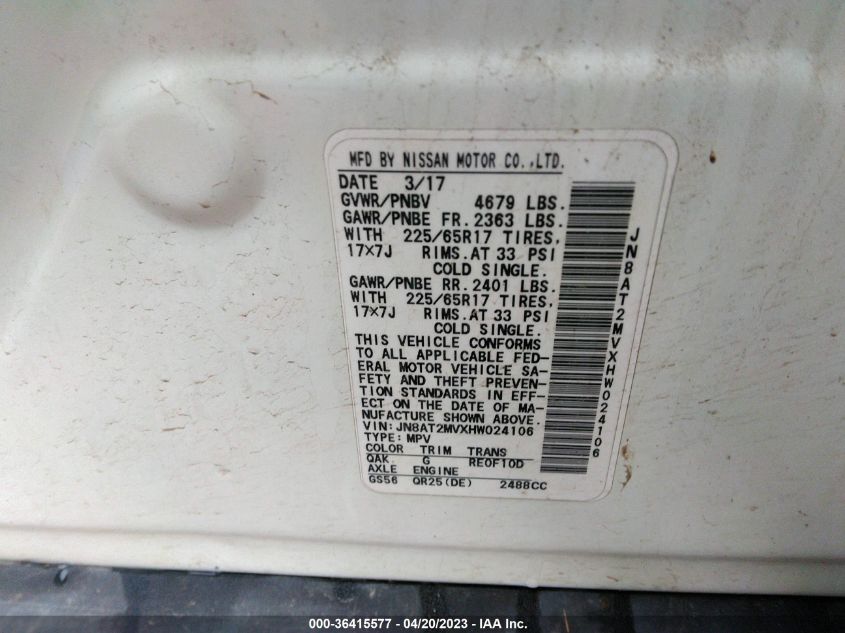 MFD BY NISSAN MOTOR CO.,LTD.
DATE 3/17
GVWR/PNBV 4679 LBS.
GAWR/PNBE FR. 2363 LBS.
WITH 225/65R17 TIRES,
17×7J RIMS.AT 33 PSI
COLD SINGLE.
GAWR/PNBE RR. 2401 LBS.
WITH 225/65R17 TIRES,
17×7J RIMS.AT 33 PSI
COLD SINGLE.
THIS VEHICLE CONFORMS
TO ALL APPLICABLE FED-
ERAL MOTOR VEHICLE SA-
FETY AND THEFT PREVEN-
TION STANDARDS IN EFF-
ECT ON THE DATE OF MA-
NUFACTURE SHOWN ABOVE.
VIN:JN8AT2MVXHW024106
TYPE:MPV
COLOR TRIM TRANS
QAK G RE0F10D
AXLE ENGINE
GS56 QR25(DE) 2488CC
JN8AT2MVXHW024106
000-36415577 - 04/20/2023 - IAA Inc.